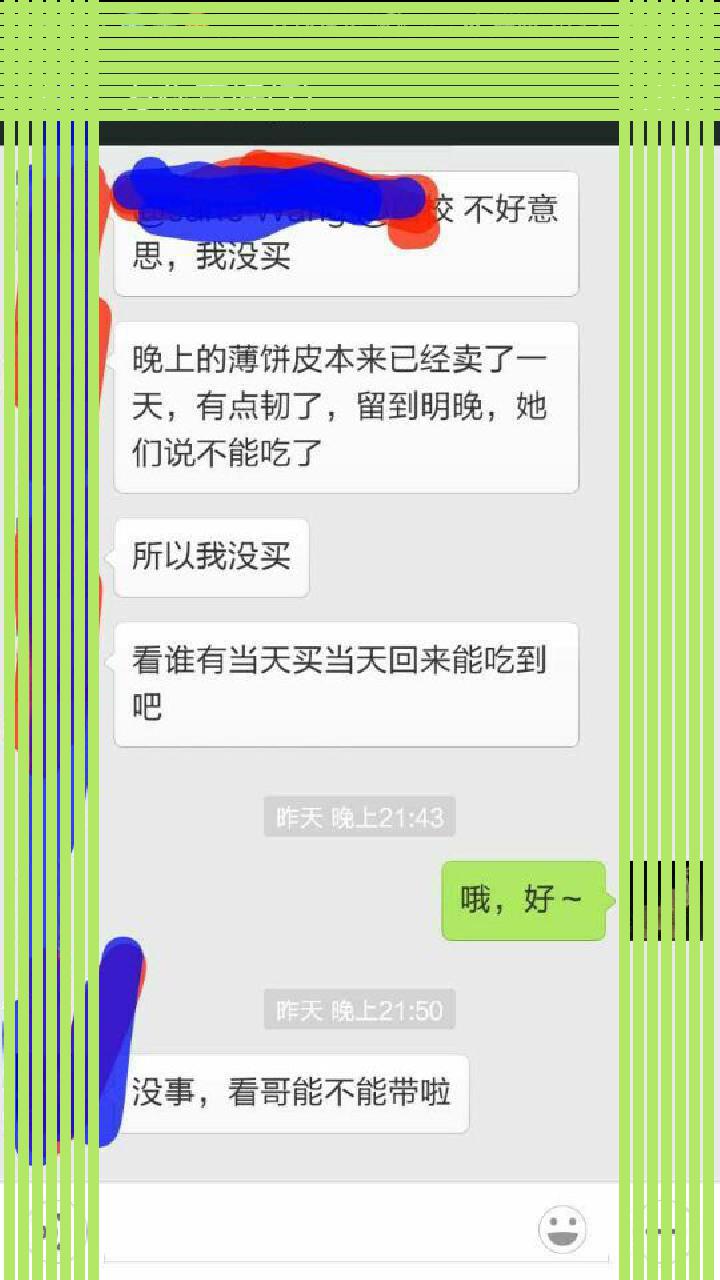 校 不好意
思，我没买
晚上的薄饼皮本来已经卖了一
天，有点韧了，留到明晚，她
们说不能吃了
所以我没买
看谁有当天买当天回来能吃到
吧
昨天 晚上21:43
哦，好～
昨天 晚上21:50
没事，看哥能不能带啦